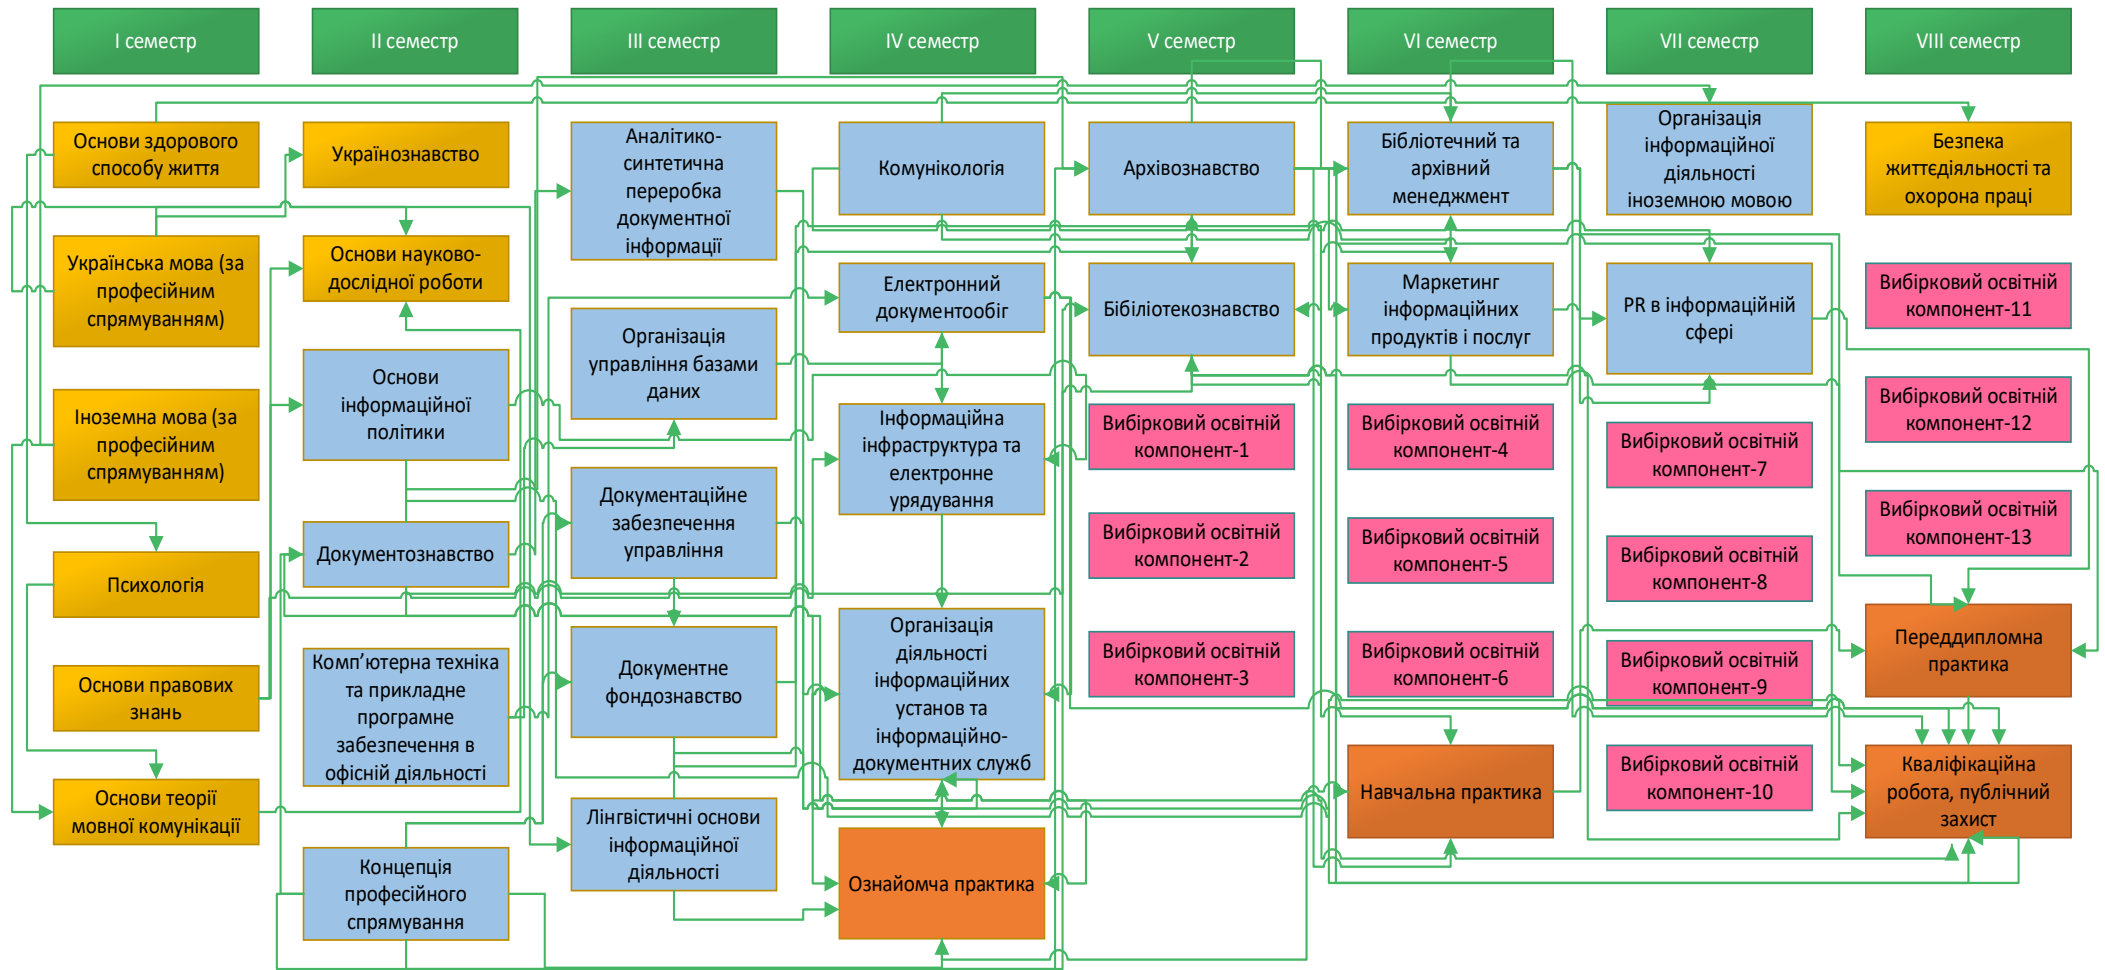 I семестр
II семестр
III семестр
IV семестр
V семестр
VI семестр
VII семестр
VIII семестр
Основи здорового
способу життя
Українська мова (за
професійним
спрямуванням)
Іноземна мова (за
професійним
спрямуванням)
Психологія
Основи правових
знань
Основи теорії
мовної комунікації
Українознавство
Основи науково-
дослідної роботи
Основи
інформаційної
політики
Документознавство
Комп’ютерна техніка
та прикладне
програмне
забезпечення в
офісній діяльності
Концепція
професійного
спрямування
Аналітико-
синтетична
переробка
документної
інформації
Організація
управління базами
даних
Документаційне
забезпечення
управління
Документне
фондознавство
Лінгвістичні основи
інформаційної
діяльності
Комунікологія
Електронний
документообіг
Інформаційна
інфраструктура та
електронне
урядування
Організація
діяльності
інформаційних
установ та
інформаційно-
документних служб
Ознайомча практика
Архівознавство
Бібіліотекознавство
Вибірковий освітній
компонент-1
Вибірковий освітній
компонент-2
Вибірковий освітній
компонент-3
Бібліотечний та
архівний
менеджмент
Маркетинг
інформаційних
продуктів і послуг
Вибірковий освітній
компонент-4
Вибірковий освітній
компонент-5
Вибірковий освітній
компонент-6
Навчальна практика
Організація
інформаційної
діяльності
іноземною мовою
PR в інформаційній
сфері
Вибірковий освітній
компонент-7
Вибірковий освітній
компонент-8
Вибірковий освітній
компонент-9
Вибірковий освітній
компонент-10
Безпека
життєдіяльності та
охорона праці
Вибірковий освітній
компонент-11
Вибірковий освітній
компонент-12
Вибірковий освітній
компонент-13
Переддипломна
практика
Кваліфікаційна
робота, публічний
захист